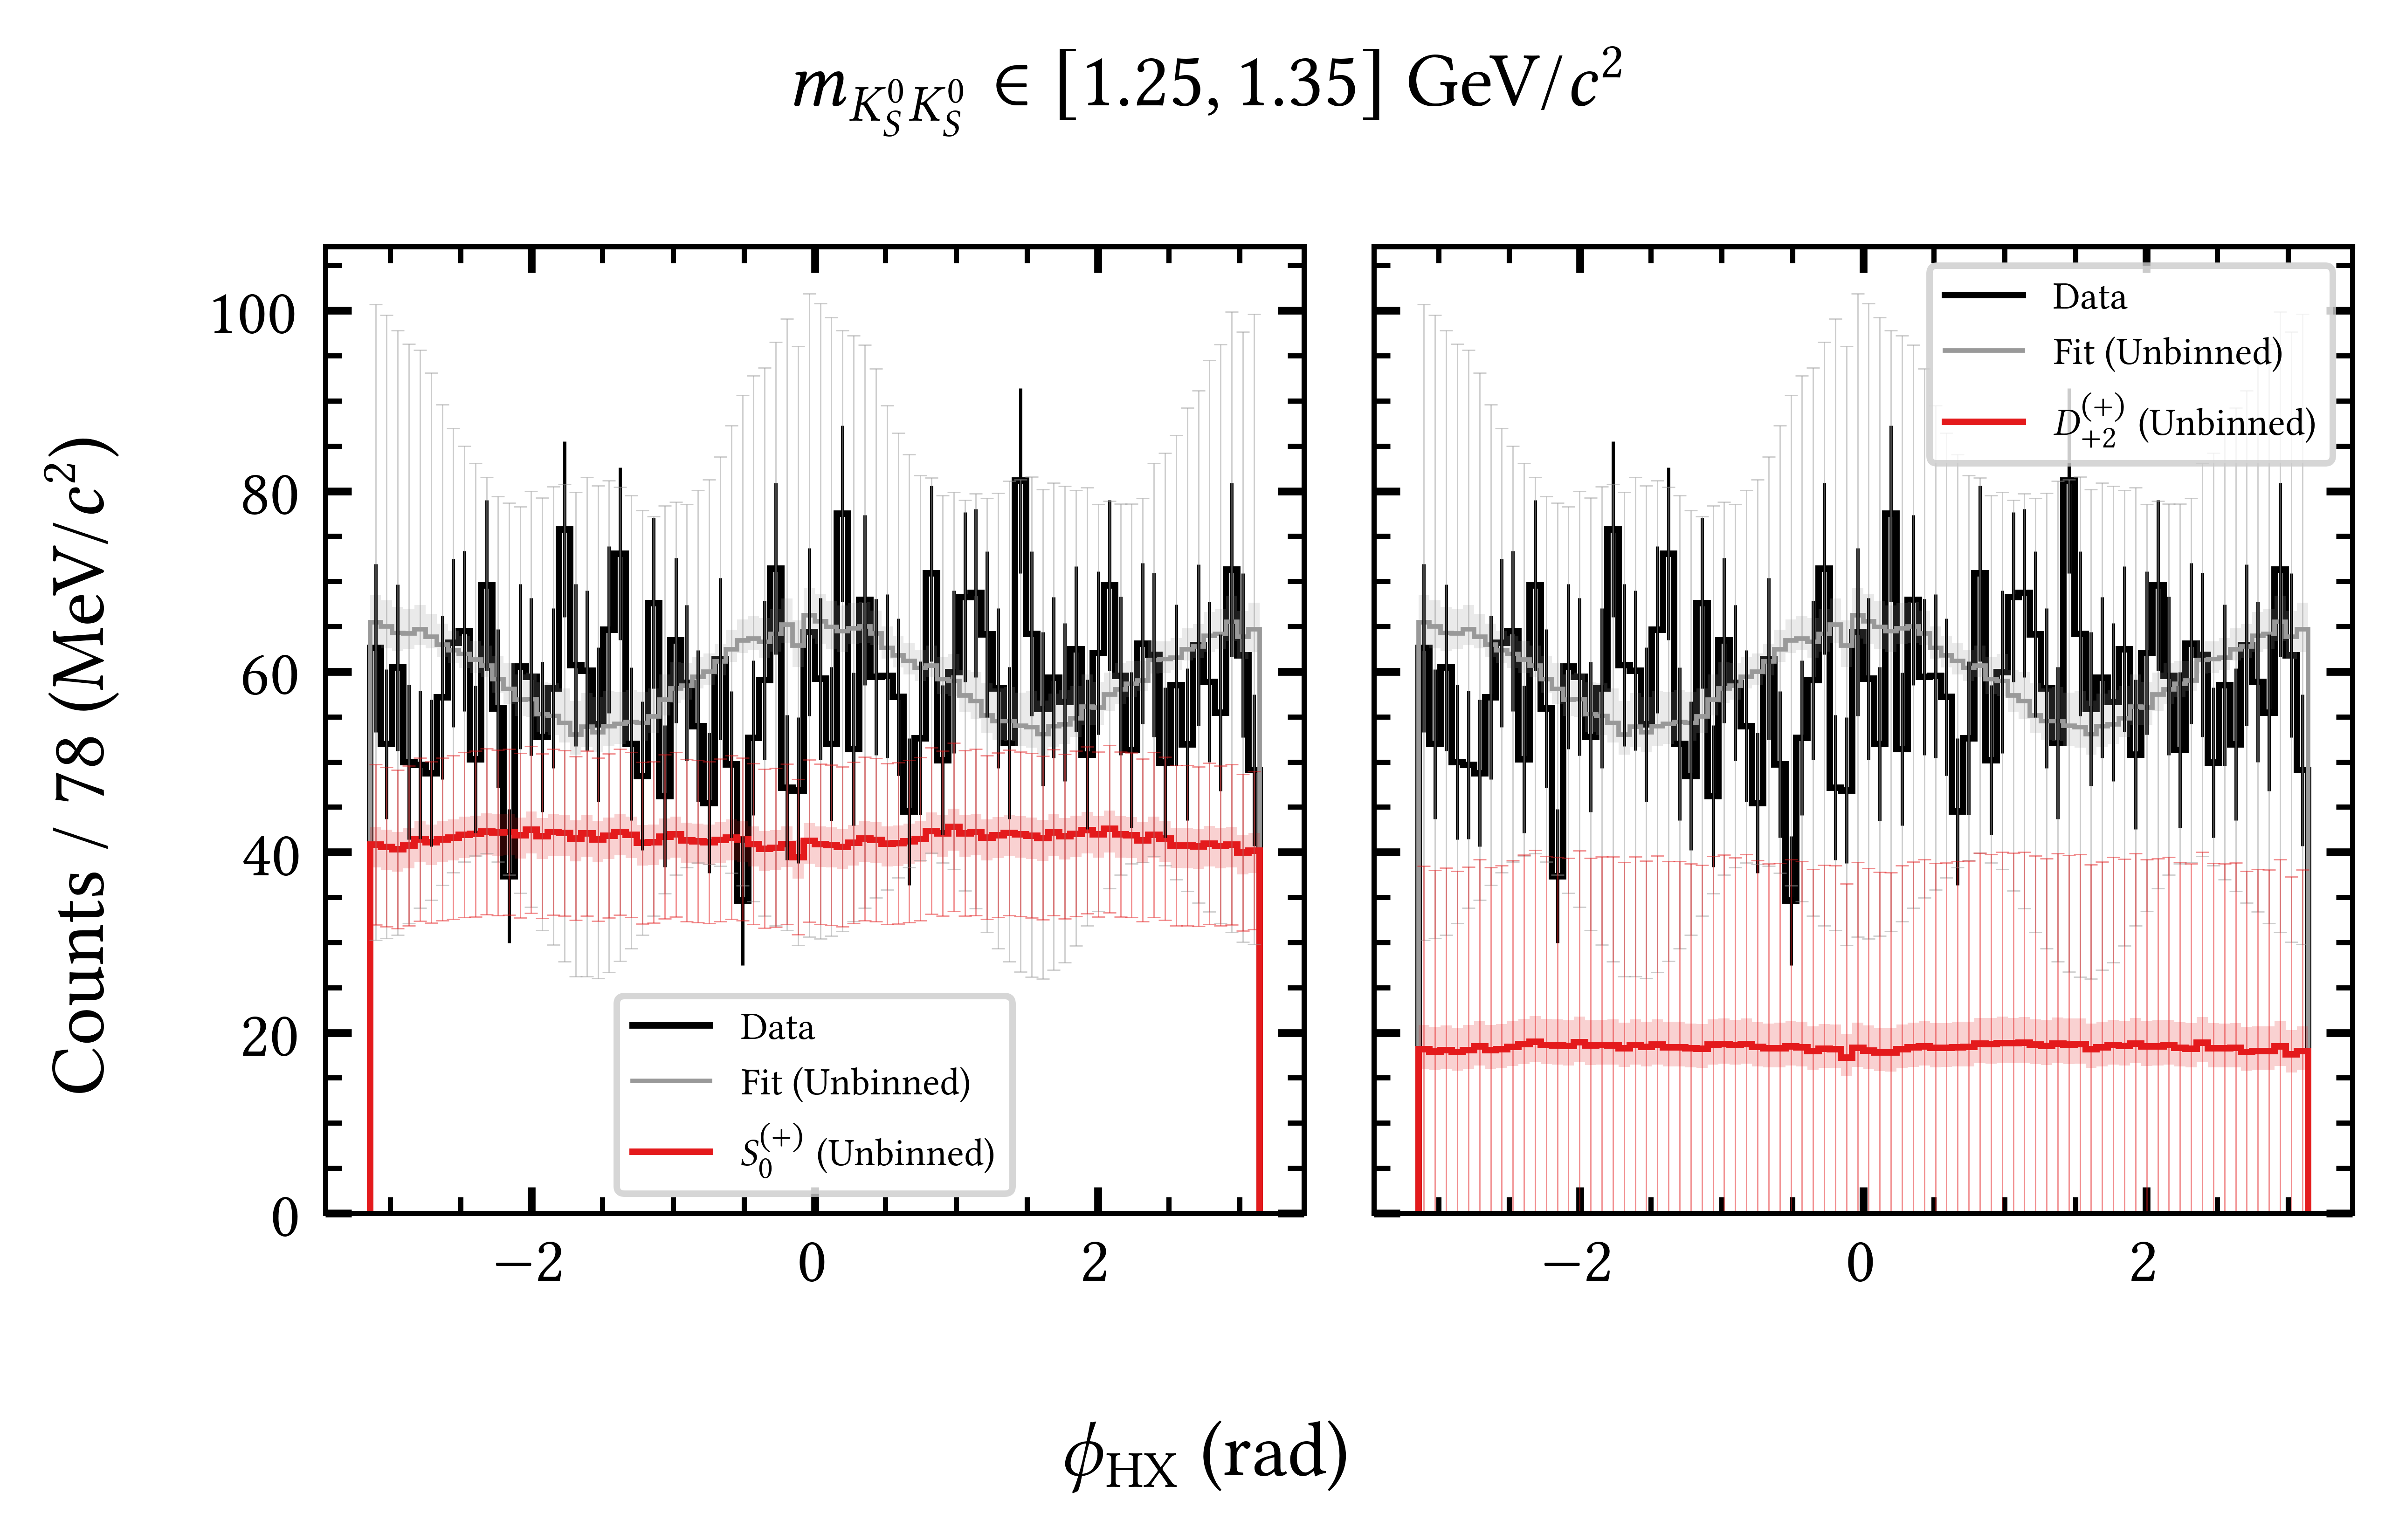 m_{K_S^0 K_S^0} ∈ [1.25, 1.35] GeV/c²
Counts / 78 (MeV/c²)
100
80
60
40
20
0
Data
Fit (Unbinned)
S_0^{(+)} (Unbinned)
−2
0
2
Data
Fit (Unbinned)
D_{+2}^{(+)} (Unbinned)
−2
0
2
ϕ_{HX} (rad)